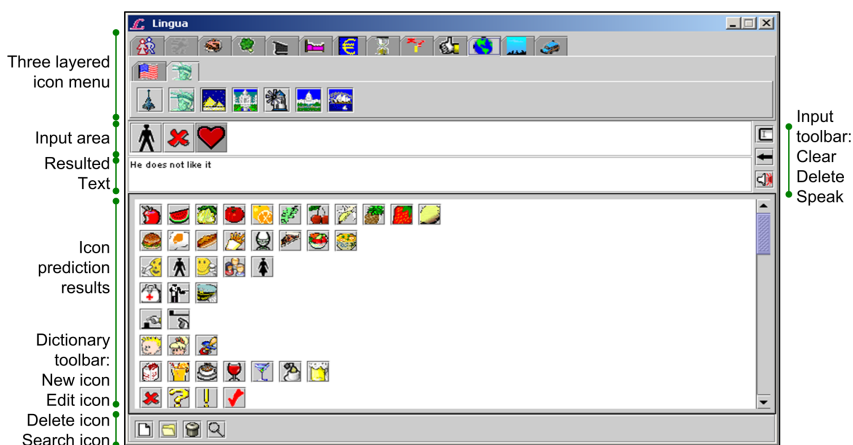 Lingua
Three layered
icon menu
Input area
Resulted
Text
He does not like it
Input
toolbar:
Clear
Delete
Speak
Icon
prediction
results
Dictionary
toolbar:
New icon
Edit icon
Delete icon
Search icon